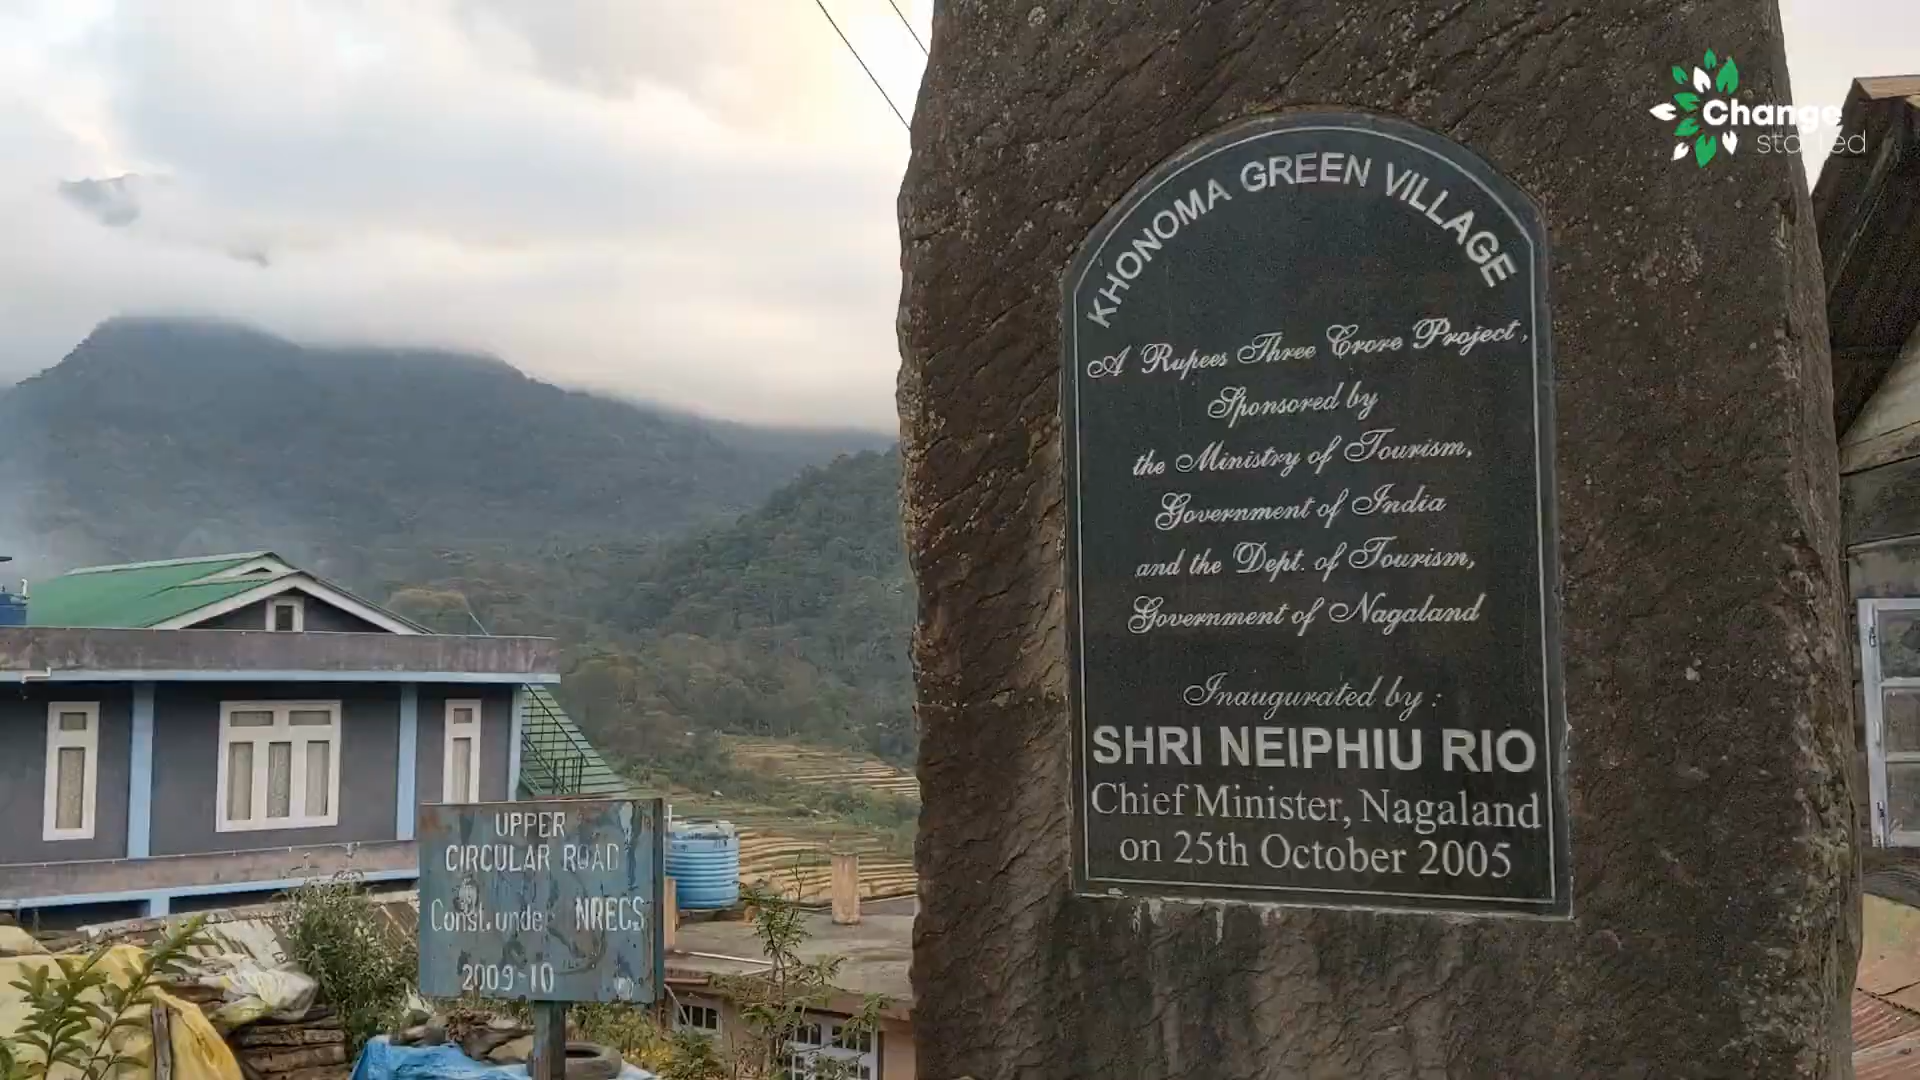 Change
started
KHONOMA GREEN VILLAGE
A Rupees Three Crore Project,
Sponsored by
the Ministry of Tourism,
Government of India
and the Dept. of Tourism,
Government of Nagaland
Inaugurated by :
SHRI NEIPHIU RIO
Chief Minister, Nagaland
on 25th October 2005
UPPER
CIRCULAR ROAD
Const. under NRECS
2009-10